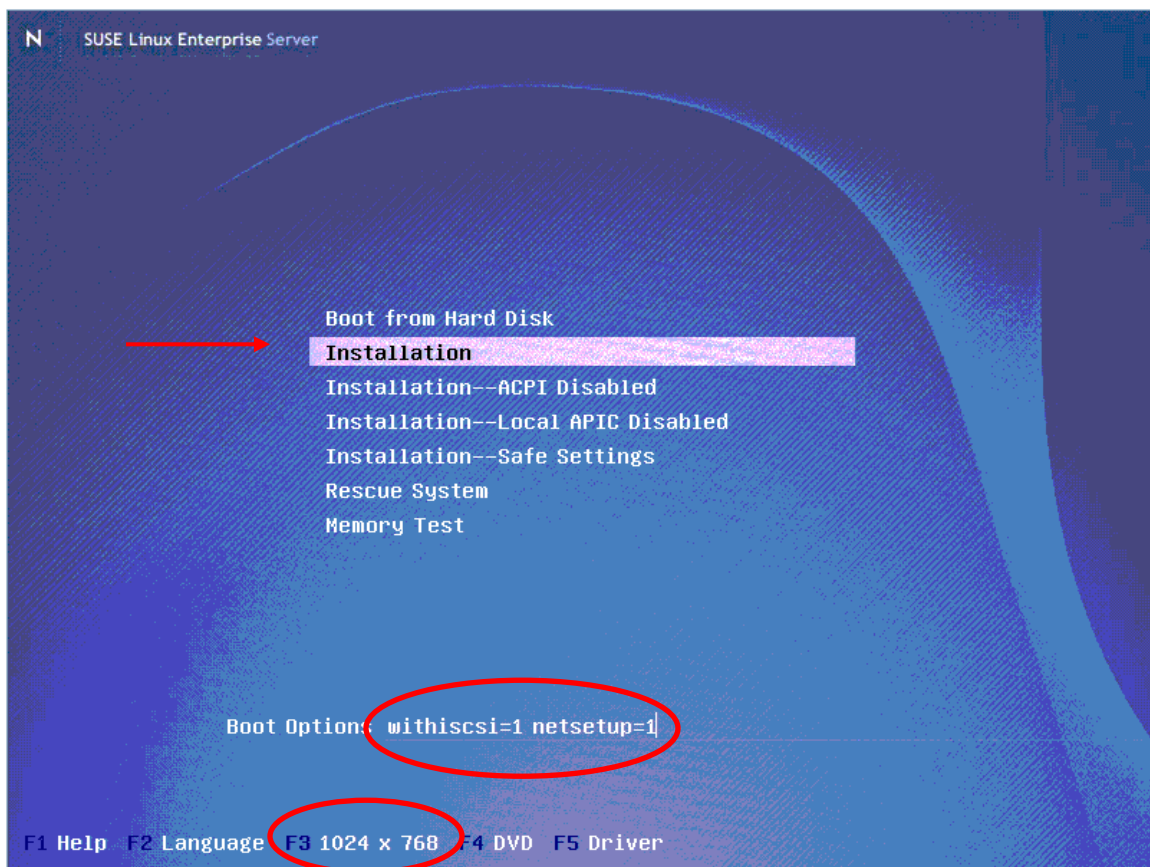 N SUSE Linux Enterprise Server
Boot from Hard Disk
Installation
Installation--ACPI Disabled
Installation--Local APIC Disabled
Installation--Safe Settings
Rescue System
Memory Test
Boot Options withiscsi=1 netsetup=1
F1 Help F2 Language F3 1024 x 768 F4 DVD F5 Driver